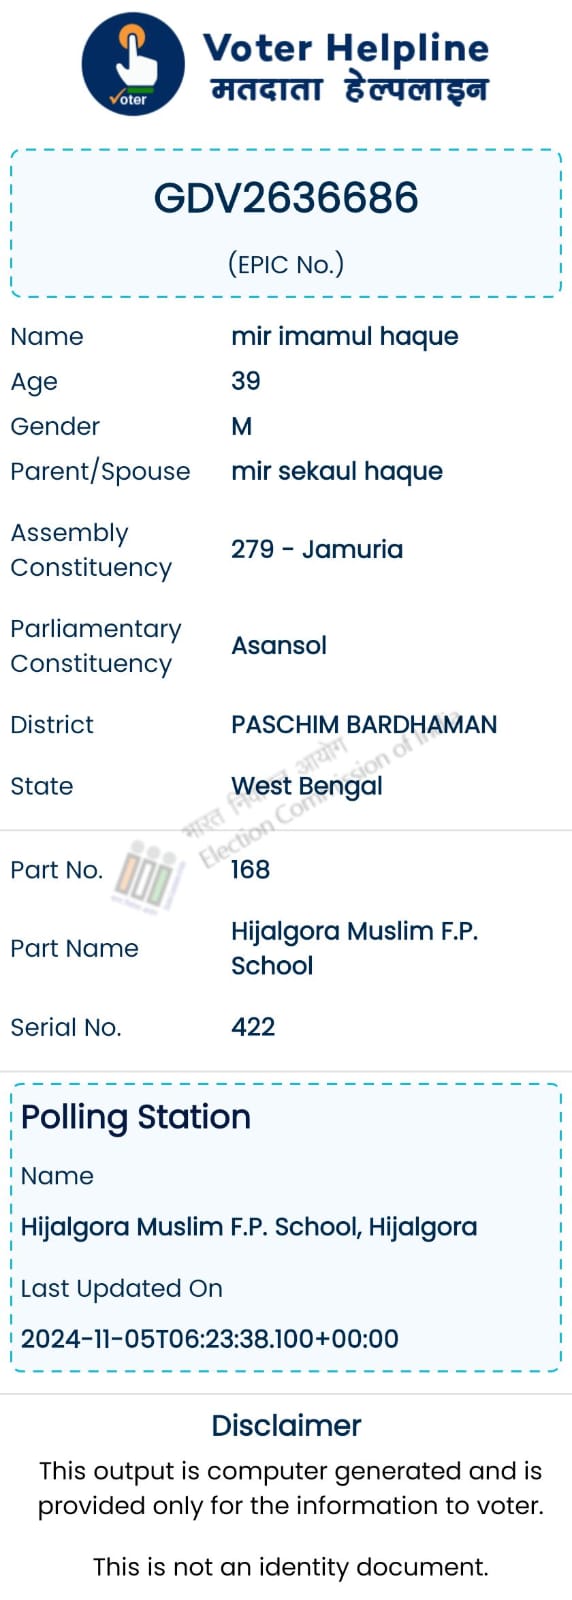 Voter Helpline
मतदाता हेल्पलाइन
Voter
GDV2636686
(EPIC No.)
Name mir imamul haque
Age 39
Gender M
Parent/Spouse mir sekaul haque
Assembly Constituency 279 - Jamuria
Parliamentary Constituency Asansol
District PASCHIM BARDHAMAN
State West Bengal
भारत निर्वाचन आयोग
Election Commission of India
Part No. 168
Part Name Hijalgora Muslim F.P. School
Serial No. 422
Polling Station
Name
Hijalgora Muslim F.P. School, Hijalgora
Last Updated On
2024-11-05T06:23:38.100+00:00
Disclaimer
This output is computer generated and is
provided only for the information to voter.
This is not an identity document.